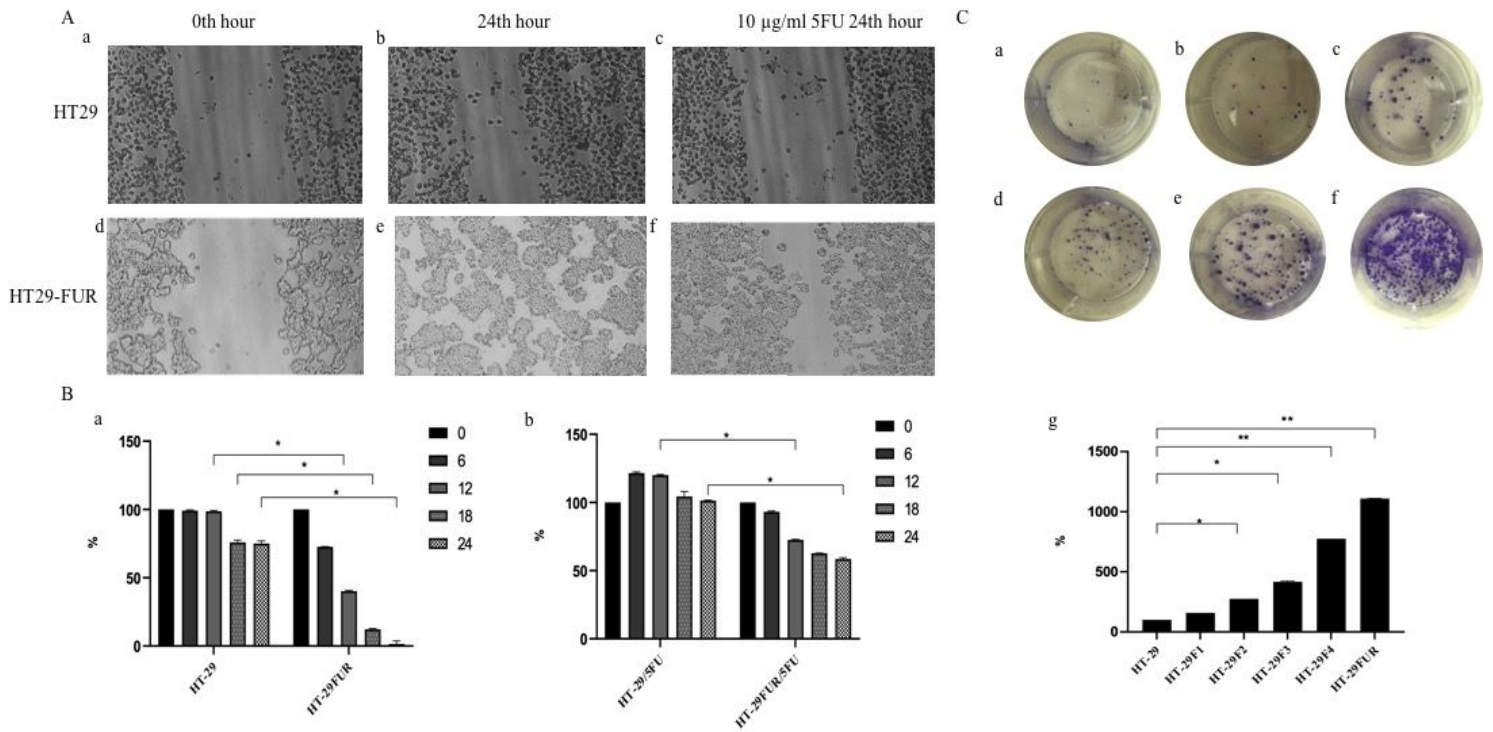 A
0th hour
24th hour
10 µg/ml 5FU 24th hour
a
b
c
HT29
d
e
f
HT29-FUR
B
a
150
100
50
0
%
*
*
*
HT-29
HT-29FUR
0
6
12
18
24
b
150
100
50
0
%
*
*
HT-29/5FU
HT-29FUR/5FU
0
6
12
18
24
C
a
b
c
d
e
f
g
1500
1000
500
0
%
**
**
*
*
HT-29
HT-29F1
HT-29F2
HT-29F3
HT-29F4
HT-29FUR